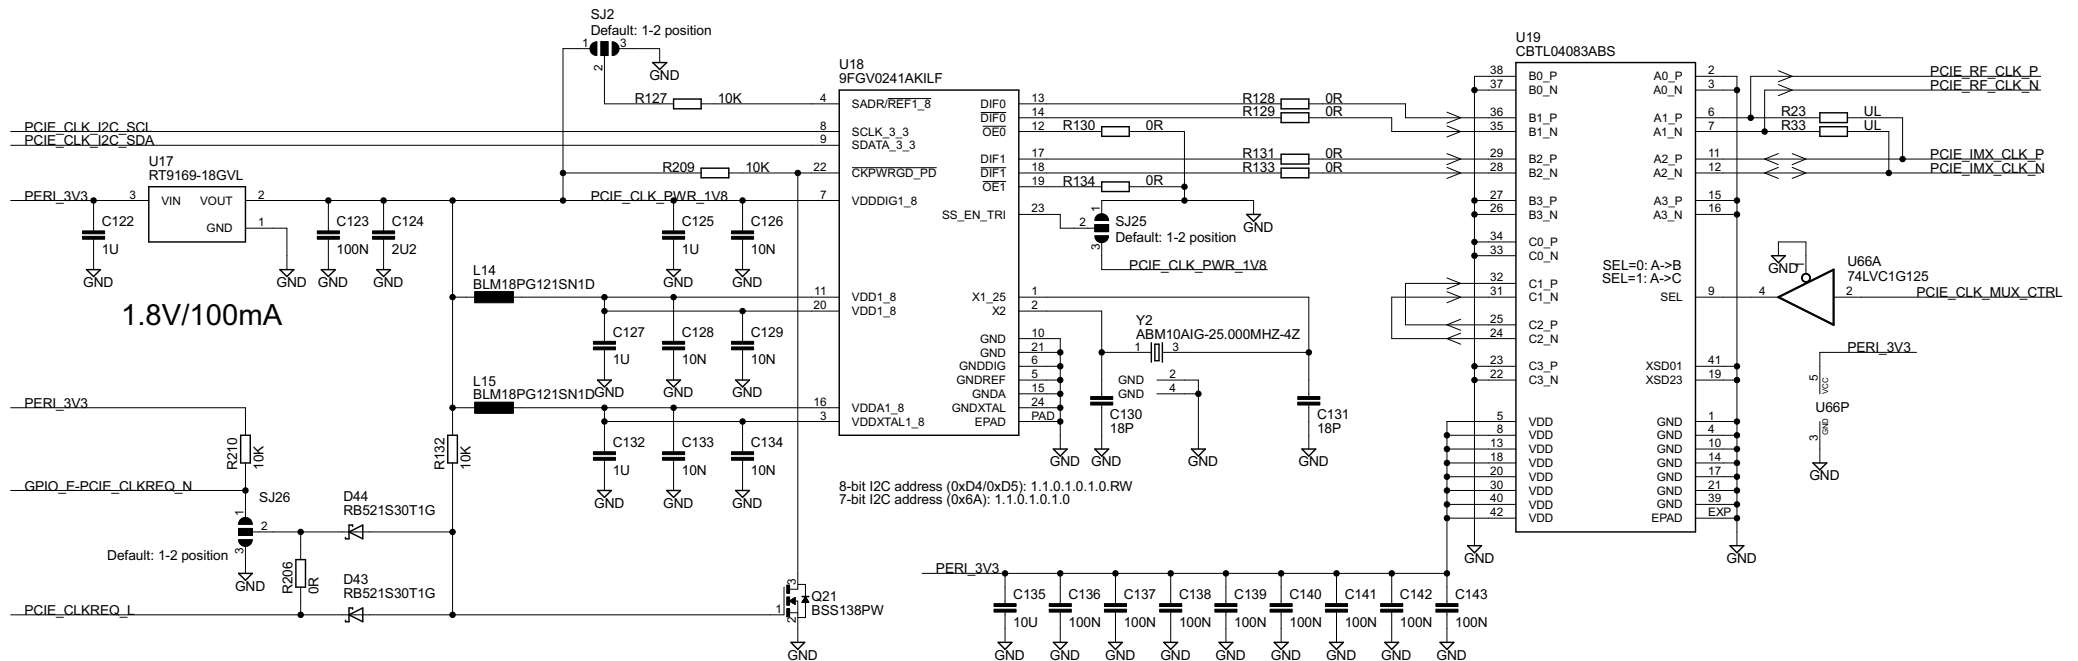 SJ2
Default: 1-2 position
1
3
2
GND
R127
10K
PCIE_CLK_I2C_SCL
PCIE_CLK_I2C_SDA
U17
RT9169-18GVL
PERI_3V3
3
VIN
VOUT
GND
2
1
C122
1U
GND
GND
C123
100N
GND
C124
2U2
GND
1.8V/100mA
R209
10K
PCIE_CLK_PWR_1V8
C125
1U
GND
C126
10N
GND
L14
BLM18PG121SN1D
C127
1U
GND
C128
10N
GND
C129
10N
GND
L15
BLM18PG121SN1D
C132
1U
GND
C133
10N
GND
C134
10N
GND
PERI_3V3
R210
10K
R132
10K
GPIO_E-PCIE_CLKREQ_N
SJ26
1
2
3
Default: 1-2 position
GND
D44
RB521S30T1G
R206
0R
D43
RB521S30T1G
PCIE_CLKREQ_L
1
3
2
Q21
BSS138PW
GND
U18
9FGV0241AKILF
4 SADR/REF1_8
8 SCLK_3_3
9 SDATA_3_3
22 CKPWRGD_PD
7 VDDDIG1_8
11 VDD1_8
20 VDD1_8
16 VDDA1_8
3 VDDXTAL1_8
DIF0 13
DIF0 14
OE0 12
DIF1 17
DIF1 18
OE1 19
SS_EN_TRI 23
X1_25 1
X2 2
GND 10
GND 21
GNDDIG 6
GNDREF 5
GNDA 15
GNDXTAL 24
EPAD PAD
GND
8-bit I2C address (0xD4/0xD5): 1.1.0.1.0.1.0.RW
7-bit I2C address (0x6A): 1.1.0.1.0.1.0
R128 0R
R129 0R
R130 0R
R131 0R
R133 0R
R134 0R
GND
1
2
3
SJ25
Default: 1-2 position
PCIE_CLK_PWR_1V8
Y2
ABM10AIG-25.000MHZ-4Z
1
3
GND 2
GND 4
C130
18P
GND
GND
C131
18P
GND
U19
CBTL04083ABS
38 B0_P
37 B0_N
36 B1_P
35 B1_N
29 B2_P
28 B2_N
27 B3_P
26 B3_N
34 C0_P
33 C0_N
32 C1_P
31 C1_N
25 C2_P
24 C2_N
23 C3_P
22 C3_N
5 VDD
8 VDD
13 VDD
18 VDD
20 VDD
30 VDD
40 VDD
42 VDD
A0_P 2
A0_N 3
A1_P 6
A1_N 7
A2_P 11
A2_N 12
A3_P 15
A3_N 16
SEL=0: A->B
SEL=1: A->C
SEL 9
XSD01 41
XSD23 19
GND 1
GND 4
GND 10
GND 14
GND 17
GND 21
GND 39
EPAD EXP
GND
GND
PCIE_RF_CLK_P
PCIE_RF_CLK_N
R23 UL
R33 UL
PCIE_IMX_CLK_P
PCIE_IMX_CLK_N
GND
1
U66A
74LVC1G125
4
2
PCIE_CLK_MUX_CTRL
PERI_3V3
5
VCC
U66P
3
GND
GND
PERI_3V3
C135
10U
GND
C136
100N
GND
C137
100N
GND
C138
100N
GND
C139
100N
GND
C140
100N
GND
C141
100N
GND
C142
100N
GND
C143
100N
GND